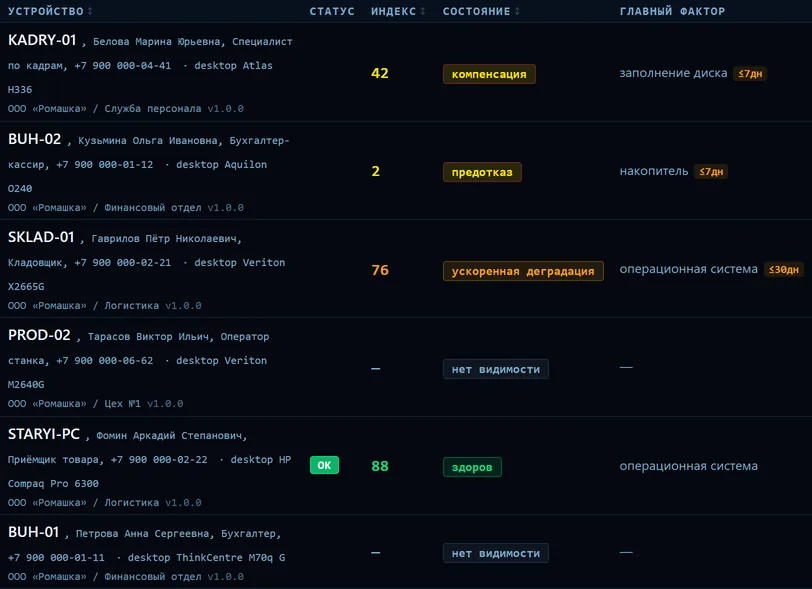 УСТРОЙСТВО↕ СТАТУС ИНДЕКС↕ СОСТОЯНИЕ↕ ГЛАВНЫЙ ФАКТОР
KADRY-01 , Белова Марина Юрьевна, Специалист
по кадрам, +7 900 000-04-41 · desktop Atlas
H336
ООО «Ромашка» / Служба персонала v1.0.0
42
компенсация
заполнение диска ≤7дн
BUH-02 , Кузьмина Ольга Ивановна, Бухгалтер-
кассир, +7 900 000-01-12 · desktop Aquilon
O240
ООО «Ромашка» / Финансовый отдел v1.0.0
2
предотказ
накопитель ≤7дн
SKLAD-01 , Гаврилов Пётр Николаевич,
Кладовщик, +7 900 000-02-21 · desktop Veriton
X2665G
ООО «Ромашка» / Логистика v1.0.0
76
ускоренная деградация
операционная система ≤30дн
PROD-02 , Тарасов Виктор Ильич, Оператор
станка, +7 900 000-06-62 · desktop Veriton
M2640G
ООО «Ромашка» / Цех №1 v1.0.0
—
нет видимости
—
STARYI-PC , Фомин Аркадий Степанович,
Приёмщик товара, +7 900 000-02-22 · desktop HP
Compaq Pro 6300
ООО «Ромашка» / Логистика v1.0.0
OK
88
здоров
операционная система
BUH-01 , Петрова Анна Сергеевна, Бухгалтер,
+7 900 000-01-11 · desktop ThinkCentre M70q G
ООО «Ромашка» / Финансовый отдел v1.0.0
—
нет видимости
—